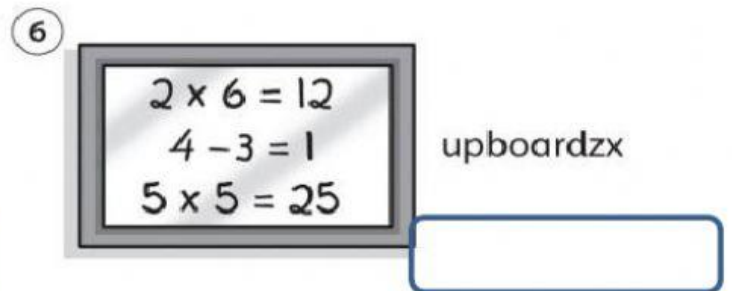 6
2 x 6 = 12
4 - 3 = 1
5 x 5 = 25
upboardzx